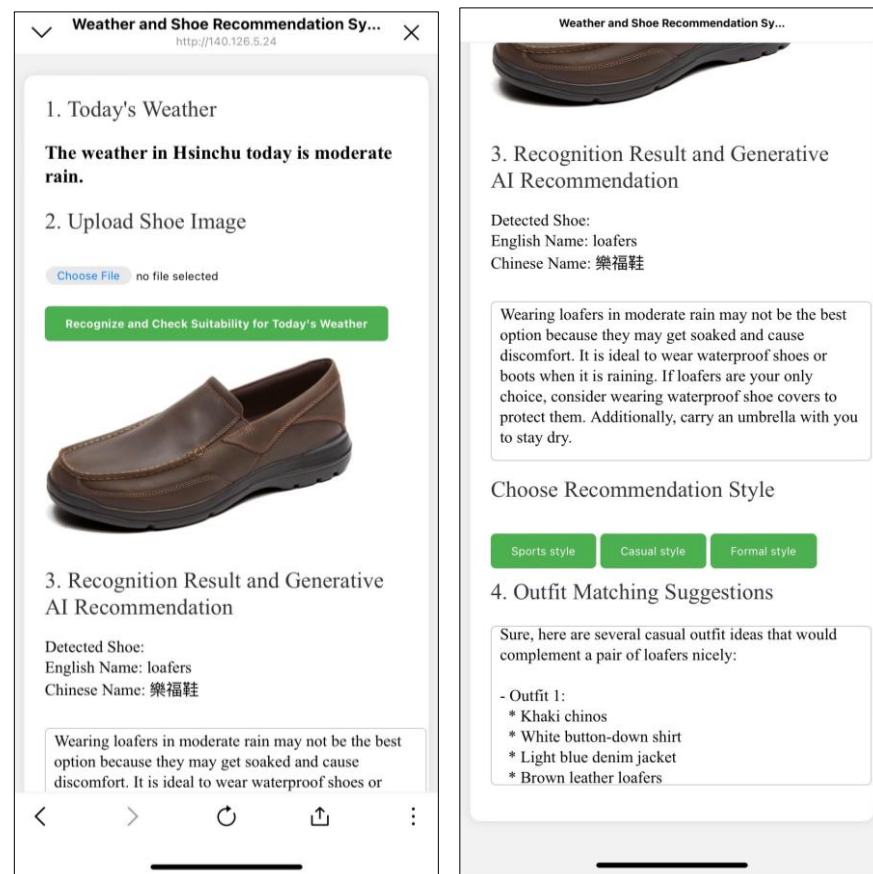 Weather and Shoe Recommendation Sy...
http://140.126.5.24
1. Today's Weather
The weather in Hsinchu today is moderate
rain.
2. Upload Shoe Image
Choose File no file selected
Recognize and Check Suitability for Today's Weather
3. Recognition Result and Generative
AI Recommendation
Detected Shoe:
English Name: loafers
Chinese Name: 樂福鞋
Wearing loafers in moderate rain may not be the best
option because they may get soaked and cause
discomfort. It is ideal to wear waterproof shoes or
Weather and Shoe Recommendation Sy...
3. Recognition Result and Generative
AI Recommendation
Detected Shoe:
English Name: loafers
Chinese Name: 樂福鞋
Wearing loafers in moderate rain may not be the best
option because they may get soaked and cause
discomfort. It is ideal to wear waterproof shoes or
boots when it is raining. If loafers are your only
choice, consider wearing waterproof shoe covers to
protect them. Additionally, carry an umbrella with you
to stay dry.
Choose Recommendation Style
Sports style Casual style Formal style
4. Outfit Matching Suggestions
Sure, here are several casual outfit ideas that would
complement a pair of loafers nicely:
- Outfit 1:
* Khaki chinos
* White button-down shirt
* Light blue denim jacket
* Brown leather loafers